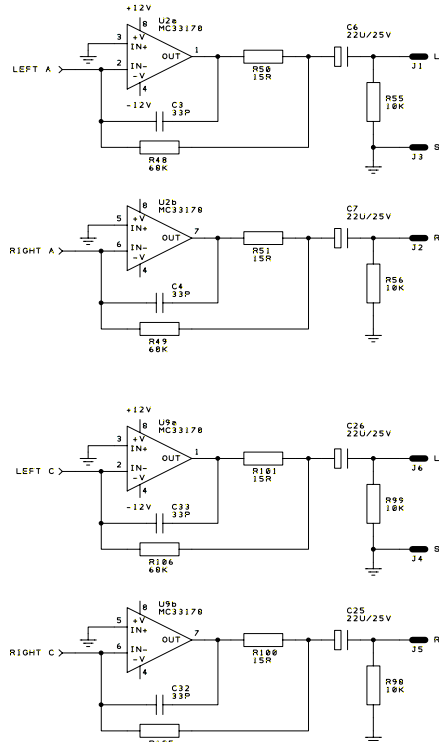 +12V
U2a
MC33178
8
3
+V
IN+
OUT
1
2
IN-
-V
4
LEFT A
-12V
C3
33P
R48
68K
R50
15R
C6
22U/25V
J1
L
R55
10K
J3
S
U2b
MC33178
8
5
+V
IN+
OUT
7
6
IN-
-V
4
RIGHT A
C4
33P
R49
68K
R51
15R
C7
22U/25V
J2
R
R56
10K
+12V
U9a
MC33178
8
3
+V
IN+
OUT
1
2
IN-
-V
4
LEFT C
-12V
C33
33P
R106
68K
R101
15R
C26
22U/25V
J6
L
R99
10K
J4
S
U9b
MC33178
8
5
+V
IN+
OUT
7
6
IN-
-V
4
RIGHT C
C32
33P
R100
15R
C25
22U/25V
J5
R
R98
10K